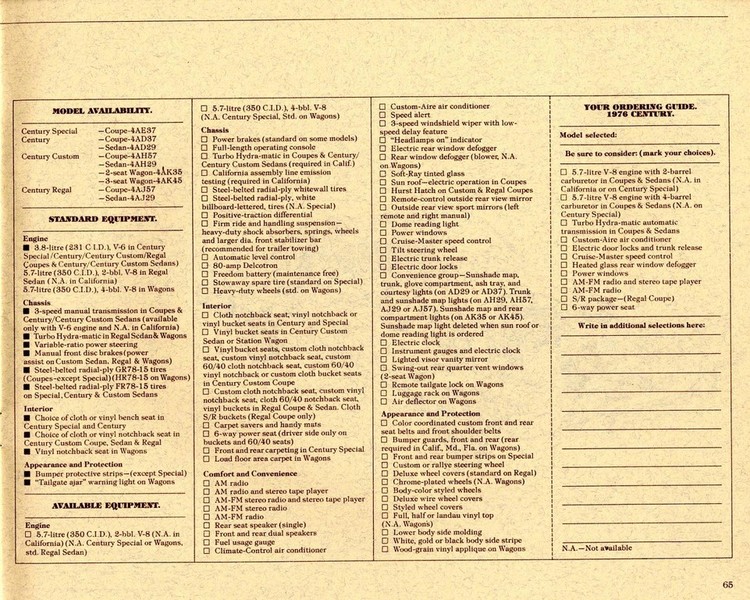 MODEL AVAILABILITY.
Century Special —Coupe-4AE37
Century —Coupe-4AD37
—Sedan-4AD29
Century Custom —Coupe-4AH57
—Sedan-4AH29
—2-seat Wagon-4AK35
—3-seat Wagon-4AK45
Century Regal —Coupe-4AJ57
—Sedan-4AJ29
STANDARD EQUIPMENT.
Engine
■ 3.8-litre (231 C.I.D.), V-6 in Century
Special/Century/Century Custom/Regal
Coupes & Century/Century Custom Sedans)
5.7-litre (350 C.I.D.), 2-bbl. V-8 in Regal
Sedan (N.A. in California)
5.7-litre (350 C.I.D.), 4-bbl. V-8 in Wagons
Chassis
■ 3-speed manual transmission in Coupes &
Century/Century Custom Sedans (available
only with V-6 engine and N.A. in California)
■ Turbo Hydra-matic in Regal Sedan & Wagons
■ Variable-ratio power steering
■ Manual front disc brakes (power
assist on Custom Sedan, Regal & Wagons)
■ Steel-belted radial-ply GR78-15 tires
(Coupes-except Special) (HR78-15 on Wagons)
■ Steel-belted radial-ply FR78-15 tires
on Special, Century & Custom Sedans
Interior
■ Choice of cloth or vinyl bench seat in
Century Special and Century
■ Choice of cloth or vinyl notchback seat in
Century Custom Coupe, Sedan & Regal
■ Vinyl notchback seat in Wagons
Appearance and Protection
■ Bumper protective strips—(except Special)
■ "Tailgate ajar" warning light on Wagons
AVAILABLE EQUIPMENT.
Engine
□ 5.7-litre (350 C.I.D.), 2-bbl. V-8 (N.A. in
California) (N.A. Century Special or Wagons,
std. Regal Sedan)
□ 5.7-litre (350 C.I.D.), 4-bbl. V-8
(N.A. Century Special, Std. on Wagons)
Chassis
□ Power brakes (standard on some models)
□ Full-length operating console
□ Turbo Hydra-matic in Coupes & Century/
Century Custom Sedans (required in Calif.)
□ California assembly line emission
testing (required in California)
□ Steel-belted radial-ply whitewall tires
□ Steel-belted radial-ply, white
billboard-lettered, tires (N.A. Special)
□ Positive-traction differential
□ Firm ride and handling suspension—
heavy-duty shock absorbers, springs, wheels
and larger dia. front stabilizer bar
(recommended for trailer towing)
□ Automatic level control
□ 80-amp Delcotron
□ Freedom battery (maintenance free)
□ Stowaway spare tire (standard on Special)
□ Heavy-duty wheels (std. on Wagons)
Interior
□ Cloth notchback seat, vinyl notchback or
vinyl bucket seats in Century and Special
□ Vinyl bucket seats in Century Custom
Sedan or Station Wagon
□ Vinyl bucket seats, custom cloth notchback
seat, custom vinyl notchback seat, custom
60/40 cloth notchback seat, custom 60/40
vinyl notchback or custom cloth bucket seats
in Century Custom Coupe
□ Custom cloth notchback seat, custom vinyl
notchback seat, cloth 60/40 notchback seat,
vinyl buckets in Regal Coupe & Sedan. Cloth
S/R buckets (Regal Coupe only)
□ Carpet savers and handy mats
□ 6-way power seat (driver side only on
buckets and 60/40 seats)
□ Front and rear carpeting in Century Special
□ Load floor area carpet in Wagons
Comfort and Convenience
□ AM radio
□ AM radio and stereo tape player
□ AM-FM stereo radio and stereo tape player
□ AM-FM stereo radio
□ AM-FM radio
□ Rear seat speaker (single)
□ Front and rear dual speakers
□ Fuel usage gauge
□ Climate-Control air conditioner
□ Custom-Aire air conditioner
□ Speed alert
□ 3-speed windshield wiper with low-
speed delay feature
□ "Headlamps on" indicator
□ Electric rear window defogger
□ Rear window defogger (blower, N.A.
on Wagons)
□ Soft-Ray tinted glass
□ Sun roof—electric operation in Coupes
□ Hurst Hatch on Custom & Regal Coupes
□ Remote-control outside rear view mirror
□ Outside rear view sport mirrors (left
remote and right manual)
□ Dome reading light
□ Power windows
□ Cruise-Master speed control
□ Tilt steering wheel
□ Electric trunk release
□ Electric door locks
□ Convenience group—Sunshade map,
trunk, glove compartment, ash tray, and
courtesy lights (on AD29 or AD37). Trunk
and sunshade map lights (on AH29, AH57,
AJ29 or AJ57). Sunshade map and rear
compartment lights (on AK35 or AK45).
Sunshade map light deleted when sun roof or
dome reading light is ordered
□ Electric clock
□ Instrument gauges and electric clock
□ Lighted visor vanity mirror
□ Swing-out rear quarter vent windows
(2-seat Wagon)
□ Remote tailgate lock on Wagons
□ Luggage rack on Wagons
□ Air deflector on Wagons
Appearance and Protection
□ Color coordinated custom front and rear
seat belts and front shoulder belts
□ Bumper guards, front and rear (rear
required in Calif., Md., Fla. on Wagons)
□ Front and rear bumper strips on Special
□ Custom or rallye steering wheel
□ Deluxe wheel covers (standard on Regal)
□ Chrome-plated wheels (N.A. Wagons)
□ Body-color styled wheels
□ Deluxe wire wheel covers
□ Styled wheel covers
□ Full, half or landau vinyl top
(N.A. Wagons)
□ Lower body side molding
□ White, gold or black body side stripe
□ Wood-grain vinyl applique on Wagons
YOUR ORDERING GUIDE.
1976 CENTURY.
Model selected:
Be sure to consider: (mark your choices).
□ 5.7-litre V-8 engine with 2-barrel
carburetor in Coupes & Sedans (N.A. in
California or on Century Special)
□ 5.7-litre V-8 engine with 4-barrel
carburetor in Coupes & Sedans (N.A. on
Century Special)
□ Turbo Hydra-matic automatic
transmission in Coupes & Sedans
□ Custom-Aire air conditioner
□ Electric door locks and trunk release
□ Cruise-Master speed control
□ Heated glass rear window defogger
□ Power windows
□ AM-FM radio and stereo tape player
□ AM-FM radio
□ S/R package—(Regal Coupe)
□ 6-way power seat
Write in additional selections here:
N.A.—Not available
65